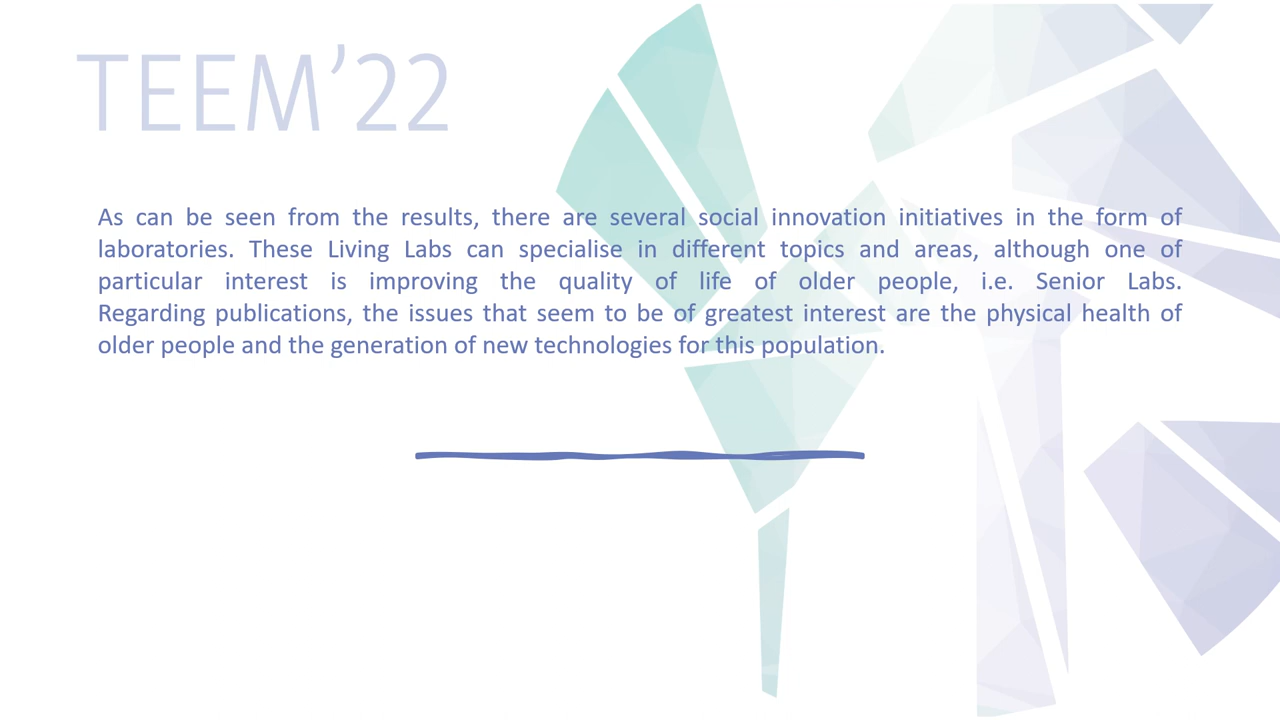 TEEM’22
As can be seen from the results, there are several social innovation initiatives in the form of
laboratories. These Living Labs can specialise in different topics and areas, although one of
particular interest is improving the quality of life of older people, i.e. Senior Labs.
Regarding publications, the issues that seem to be of greatest interest are the physical health of
older people and the generation of new technologies for this population.